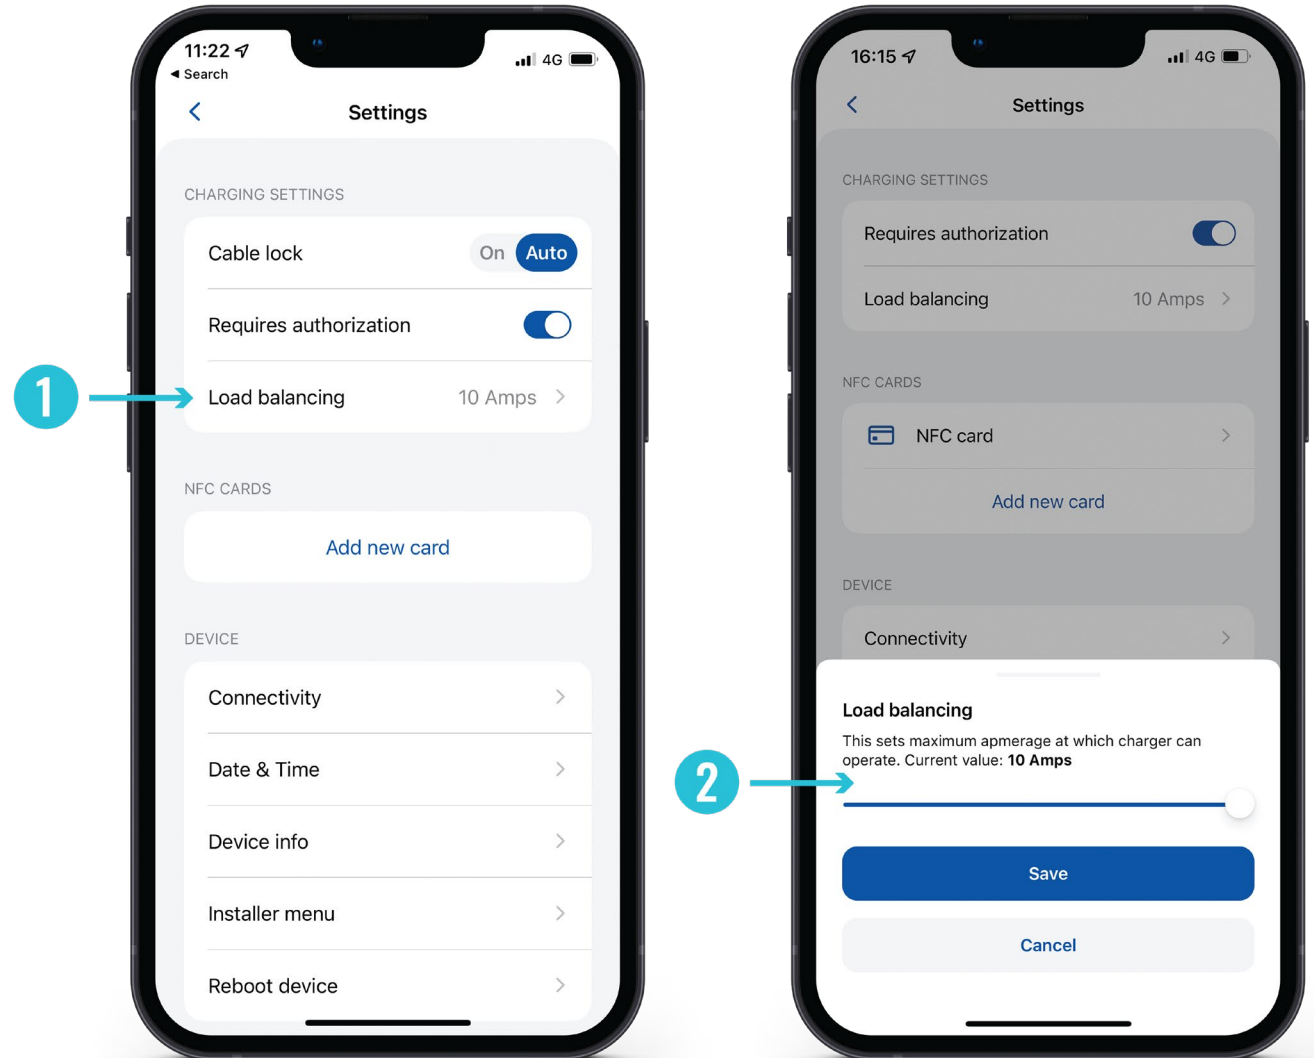 11:22
4G
Search
Settings
CHARGING SETTINGS
Cable lock
On Auto
Requires authorization
Load balancing
10 Amps
NFC CARDS
Add new card
DEVICE
Connectivity
Date & Time
Device info
Installer menu
Reboot device
1
16:15
4G
Settings
CHARGING SETTINGS
Requires authorization
Load balancing
10 Amps
NFC CARDS
NFC card
Add new card
DEVICE
Connectivity
Load balancing
This sets maximum apmerage at which charger can
operate. Current value: 10 Amps
2
Save
Cancel